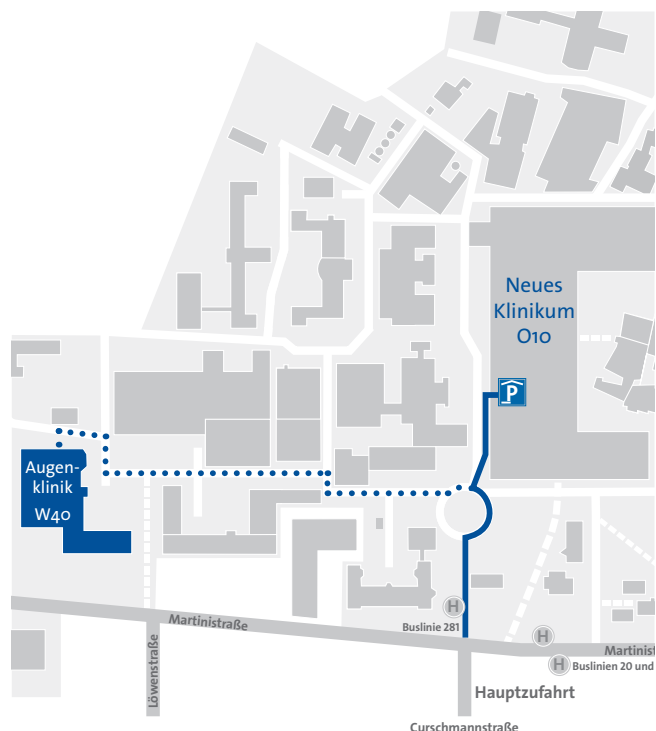 Neues
Klinikum
O10
P
Augen-
klinik
W40
H
Buslinie 281
H
Martinistraße
Martinist
H
Buslinien 20 und
Löwenstraße
Hauptzufahrt
Curschmannstraße